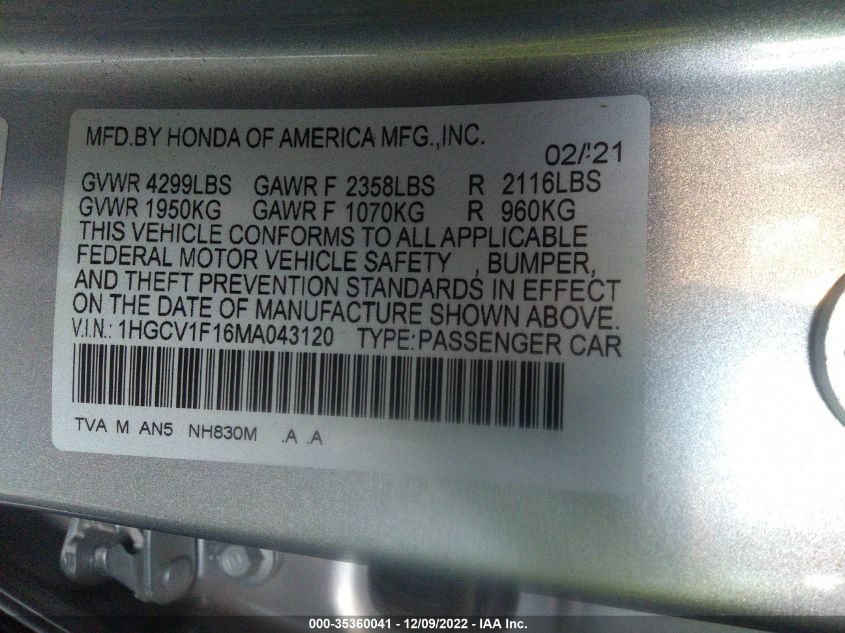 MFD.BY HONDA OF AMERICA MFG.,INC.
02/'21
GVWR 4299LBS GAWR F 2358LBS R 2116LBS
GVWR 1950KG GAWR F 1070KG R 960KG
THIS VEHICLE CONFORMS TO ALL APPLICABLE
FEDERAL MOTOR VEHICLE SAFETY , BUMPER,
AND THEFT PREVENTION STANDARDS IN EFFECT
ON THE DATE OF MANUFACTURE SHOWN ABOVE.
V.I.N.: 1HGCV1F16MA043120 TYPE:PASSENGER CAR
TVA M AN5 NH830M .A .A
000-35360041 - 12/09/2022 - IAA Inc.